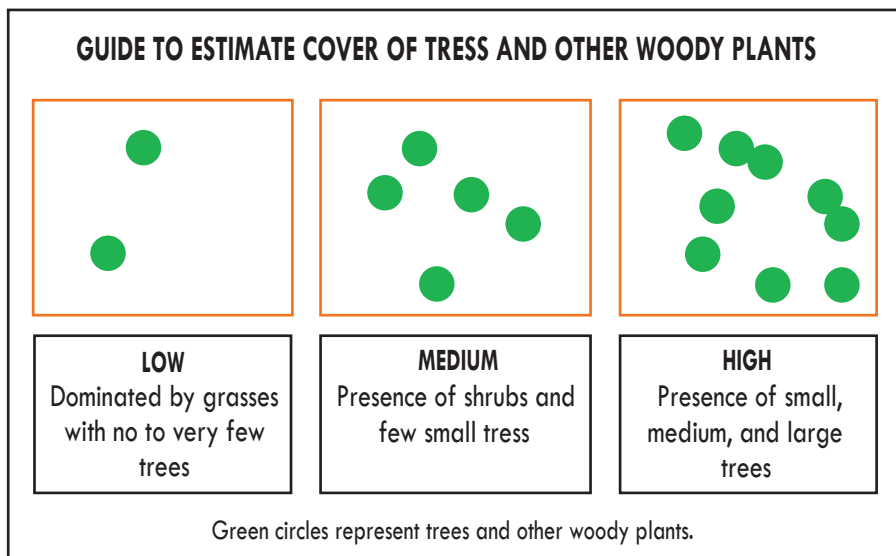 GUIDE TO ESTIMATE COVER OF TRESS AND OTHER WOODY PLANTS
LOW
Dominated by grasses
with no to very few
trees
MEDIUM
Presence of shrubs and
few small tress
HIGH
Presence of small,
medium, and large
trees
Green circles represent trees and other woody plants.